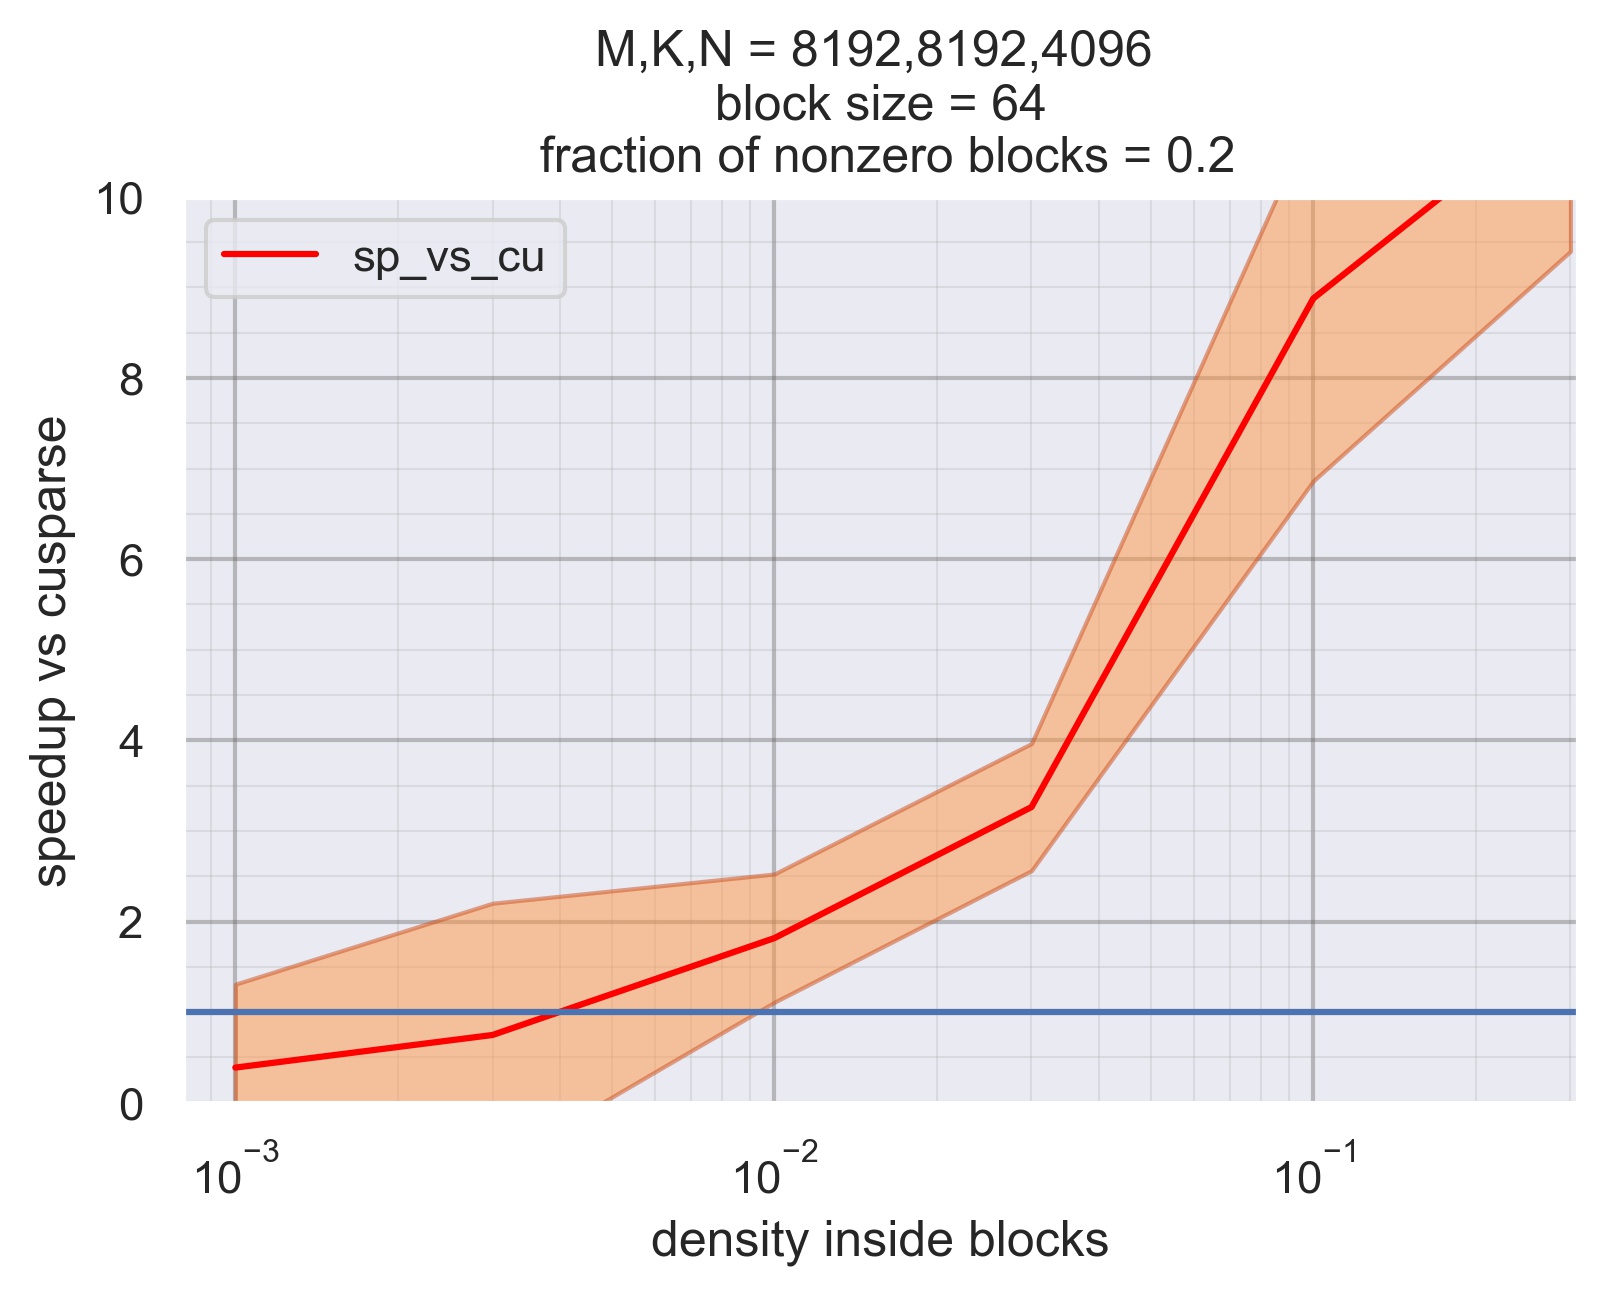 M,K,N = 8192,8192,4096
block size = 64
fraction of nonzero blocks = 0.2
sp_vs_cu
speedup vs cusparse
10
8
6
4
2
0
10⁻³
10⁻²
10⁻¹
density inside blocks